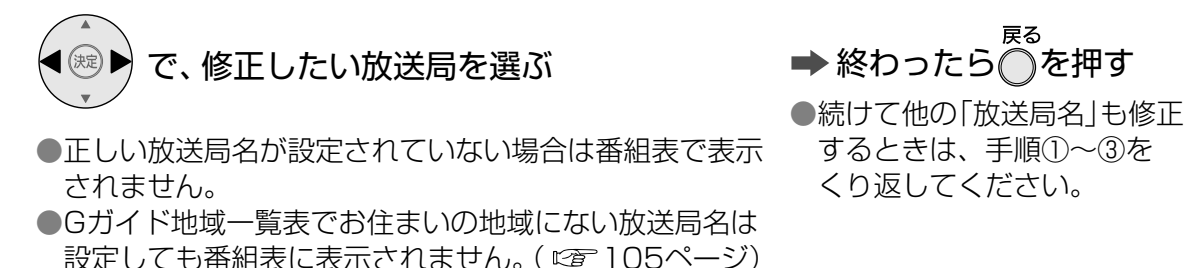 決定 で、修正したい放送局を選ぶ
●正しい放送局名が設定されていない場合は番組表で表示
されません。
●Gガイド地域一覧表でお住まいの地域にない放送局名は
設定しても番組表に表示されません。(☞105ページ)
戻る
➡ 終わったら○を押す
●続けて他の「放送局名」も修正
するときは、手順①～③を
くり返してください。